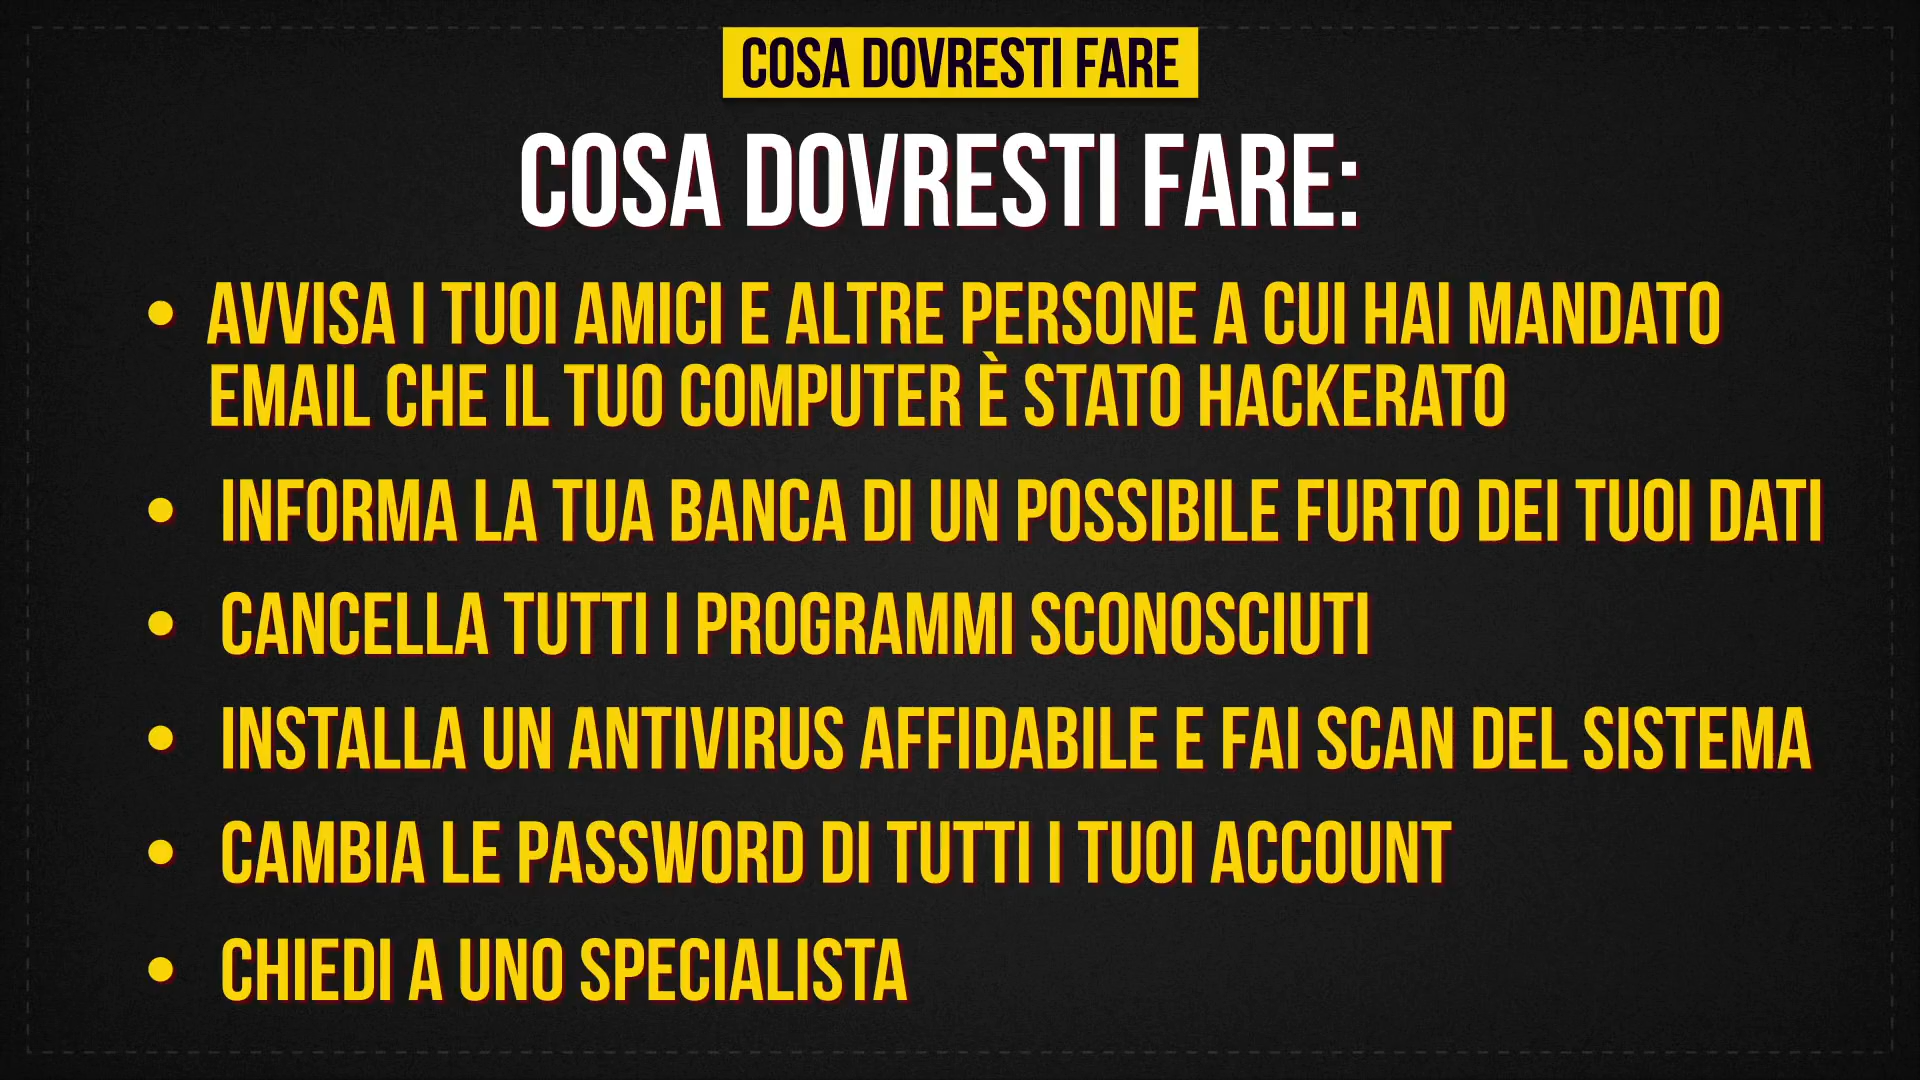 COSA DOVRESTI FARE
COSA DOVRESTI FARE:
• AVVISA I TUOI AMICI E ALTRE PERSONE A CUI HAI MANDATO
EMAIL CHE IL TUO COMPUTER È STATO HACKERATO
• INFORMA LA TUA BANCA DI UN POSSIBILE FURTO DEI TUOI DATI
• CANCELLA TUTTI I PROGRAMMI SCONOSCIUTI
• INSTALLA UN ANTIVIRUS AFFIDABILE E FAI SCAN DEL SISTEMA
• CAMBIA LE PASSWORD DI TUTTI I TUOI ACCOUNT
• CHIEDI A UNO SPECIALISTA